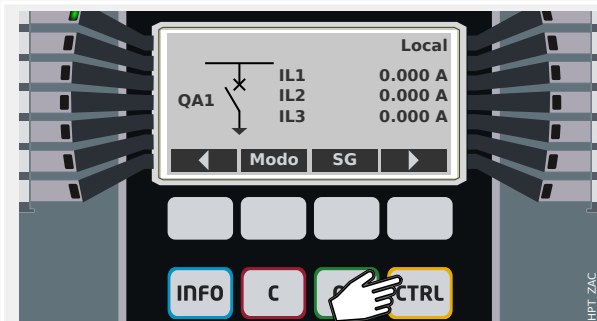 Local
QA1
IL1 0.000 A
IL2 0.000 A
IL3 0.000 A
Modo SG
INFO C CTRL
HPT ZAC